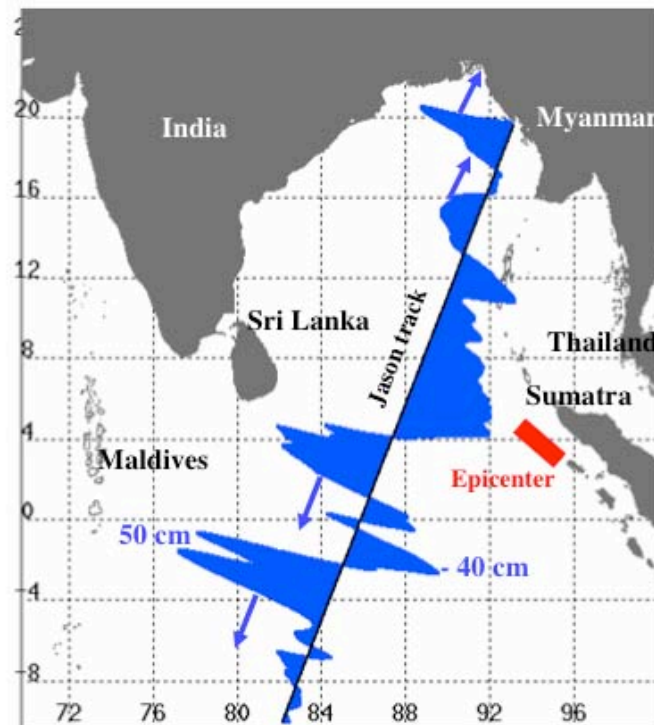 20
India
Myanmar
16
12
Sri Lanka
Jason track
8
Thailand
Sumatra
4
Maldives
Epicenter
0
50 cm
- 40 cm
-4
-8
72
76
80
84
88
92
96